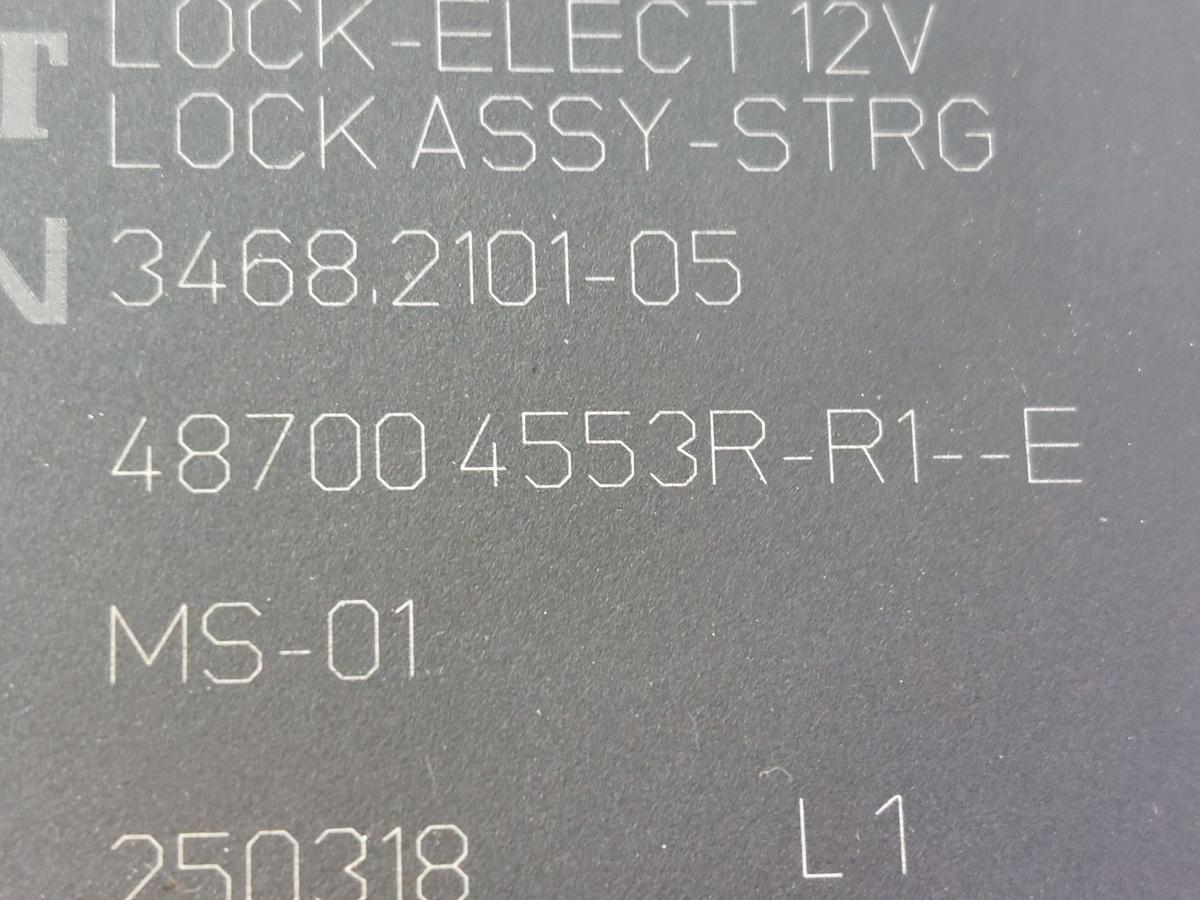 LOCK-ELECT 12V
LOCK ASSY-STRG
3468.2101-05
48700 4553R-R1--E
MS-01
250318 L1